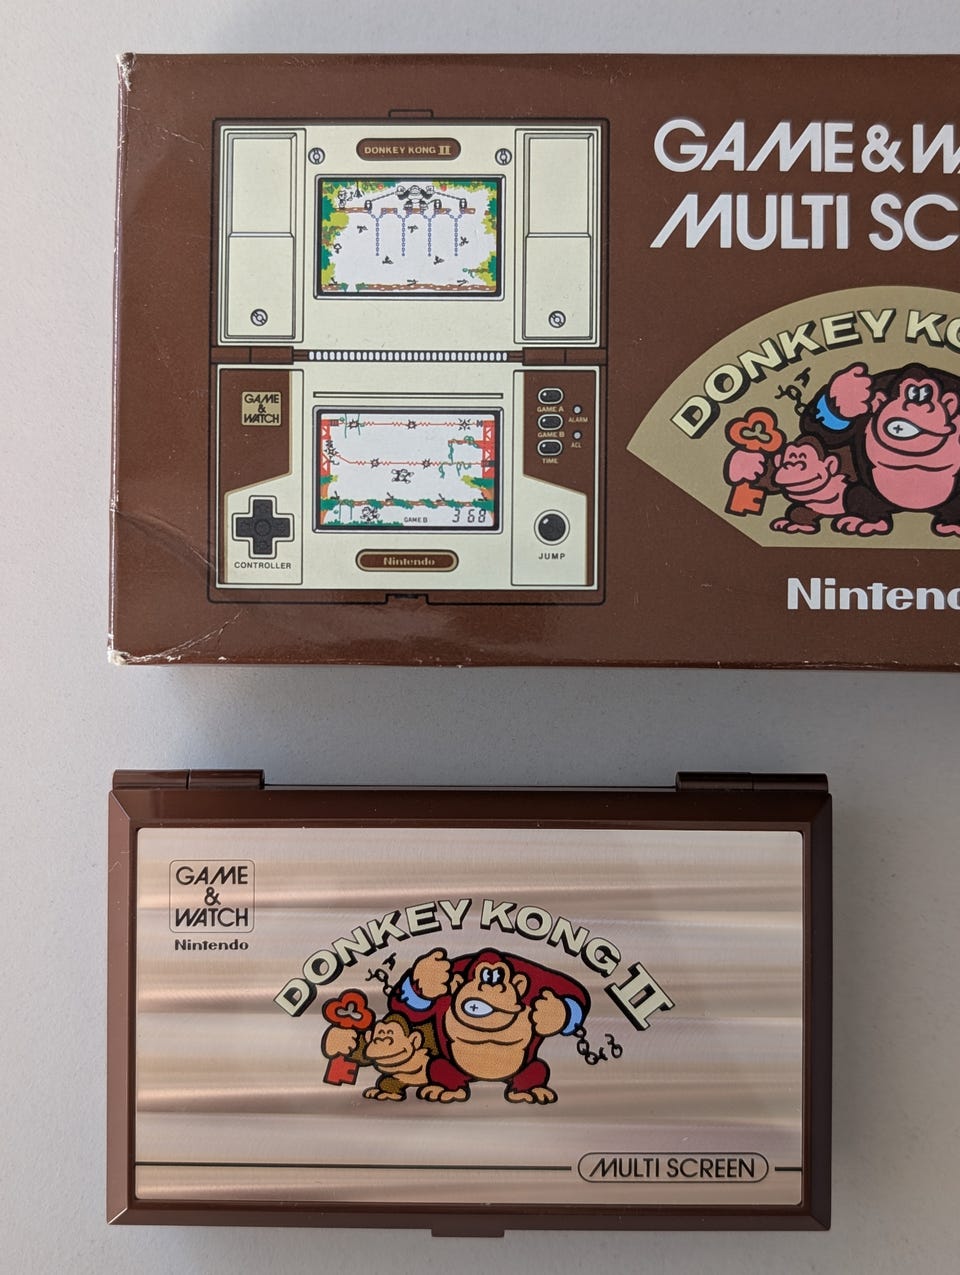 DONKEY KONG II
GAME
&
WATCH
GAME A
ALARM
GAME B
ACL
TIME
GAME B 368
CONTROLLER
JUMP
Nintendo
GAME & W
MULTI SC
DONKEY KO
Ninten
GAME
&
WATCH
Nintendo
DONKEY KONG II
MULTI SCREEN